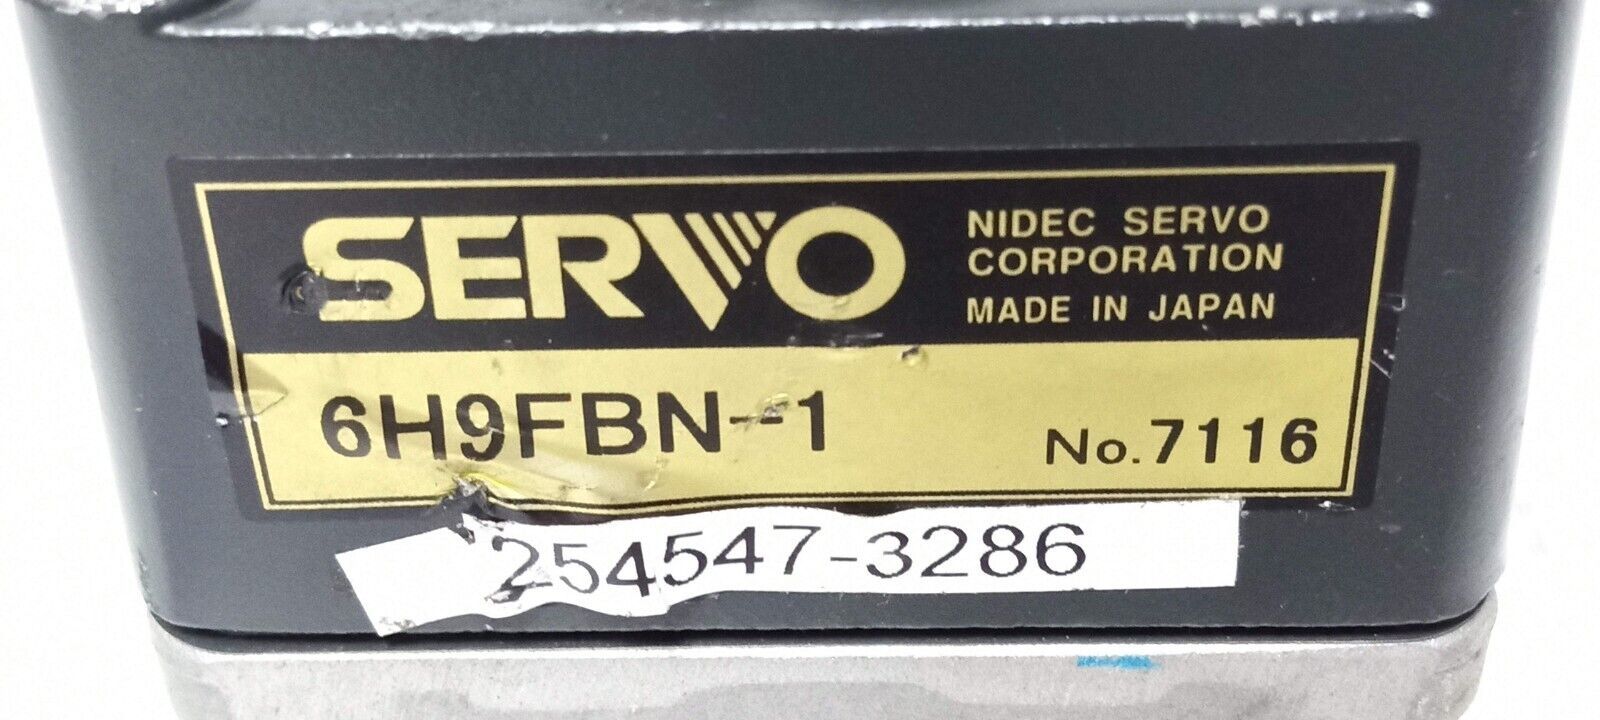 SERVO
NIDEC SERVO
CORPORATION
MADE IN JAPAN
6H9FBN-1
No. 7116
254547-3286